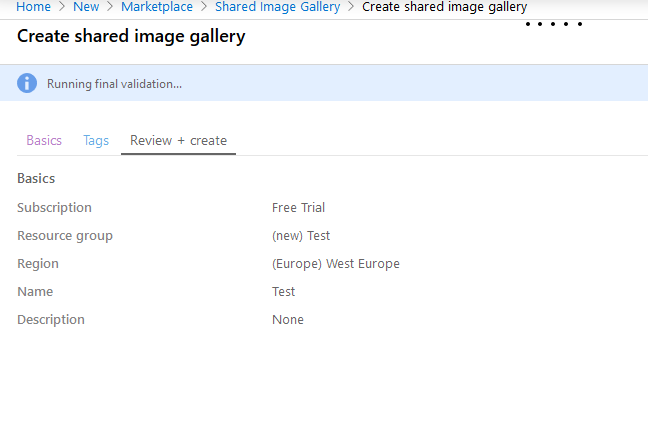 Home > New > Marketplace > Shared Image Gallery > Create shared image gallery
Create shared image gallery
Running final validation...
Basics Tags Review + create
Basics
Subscription Free Trial
Resource group (new) Test
Region (Europe) West Europe
Name Test
Description None